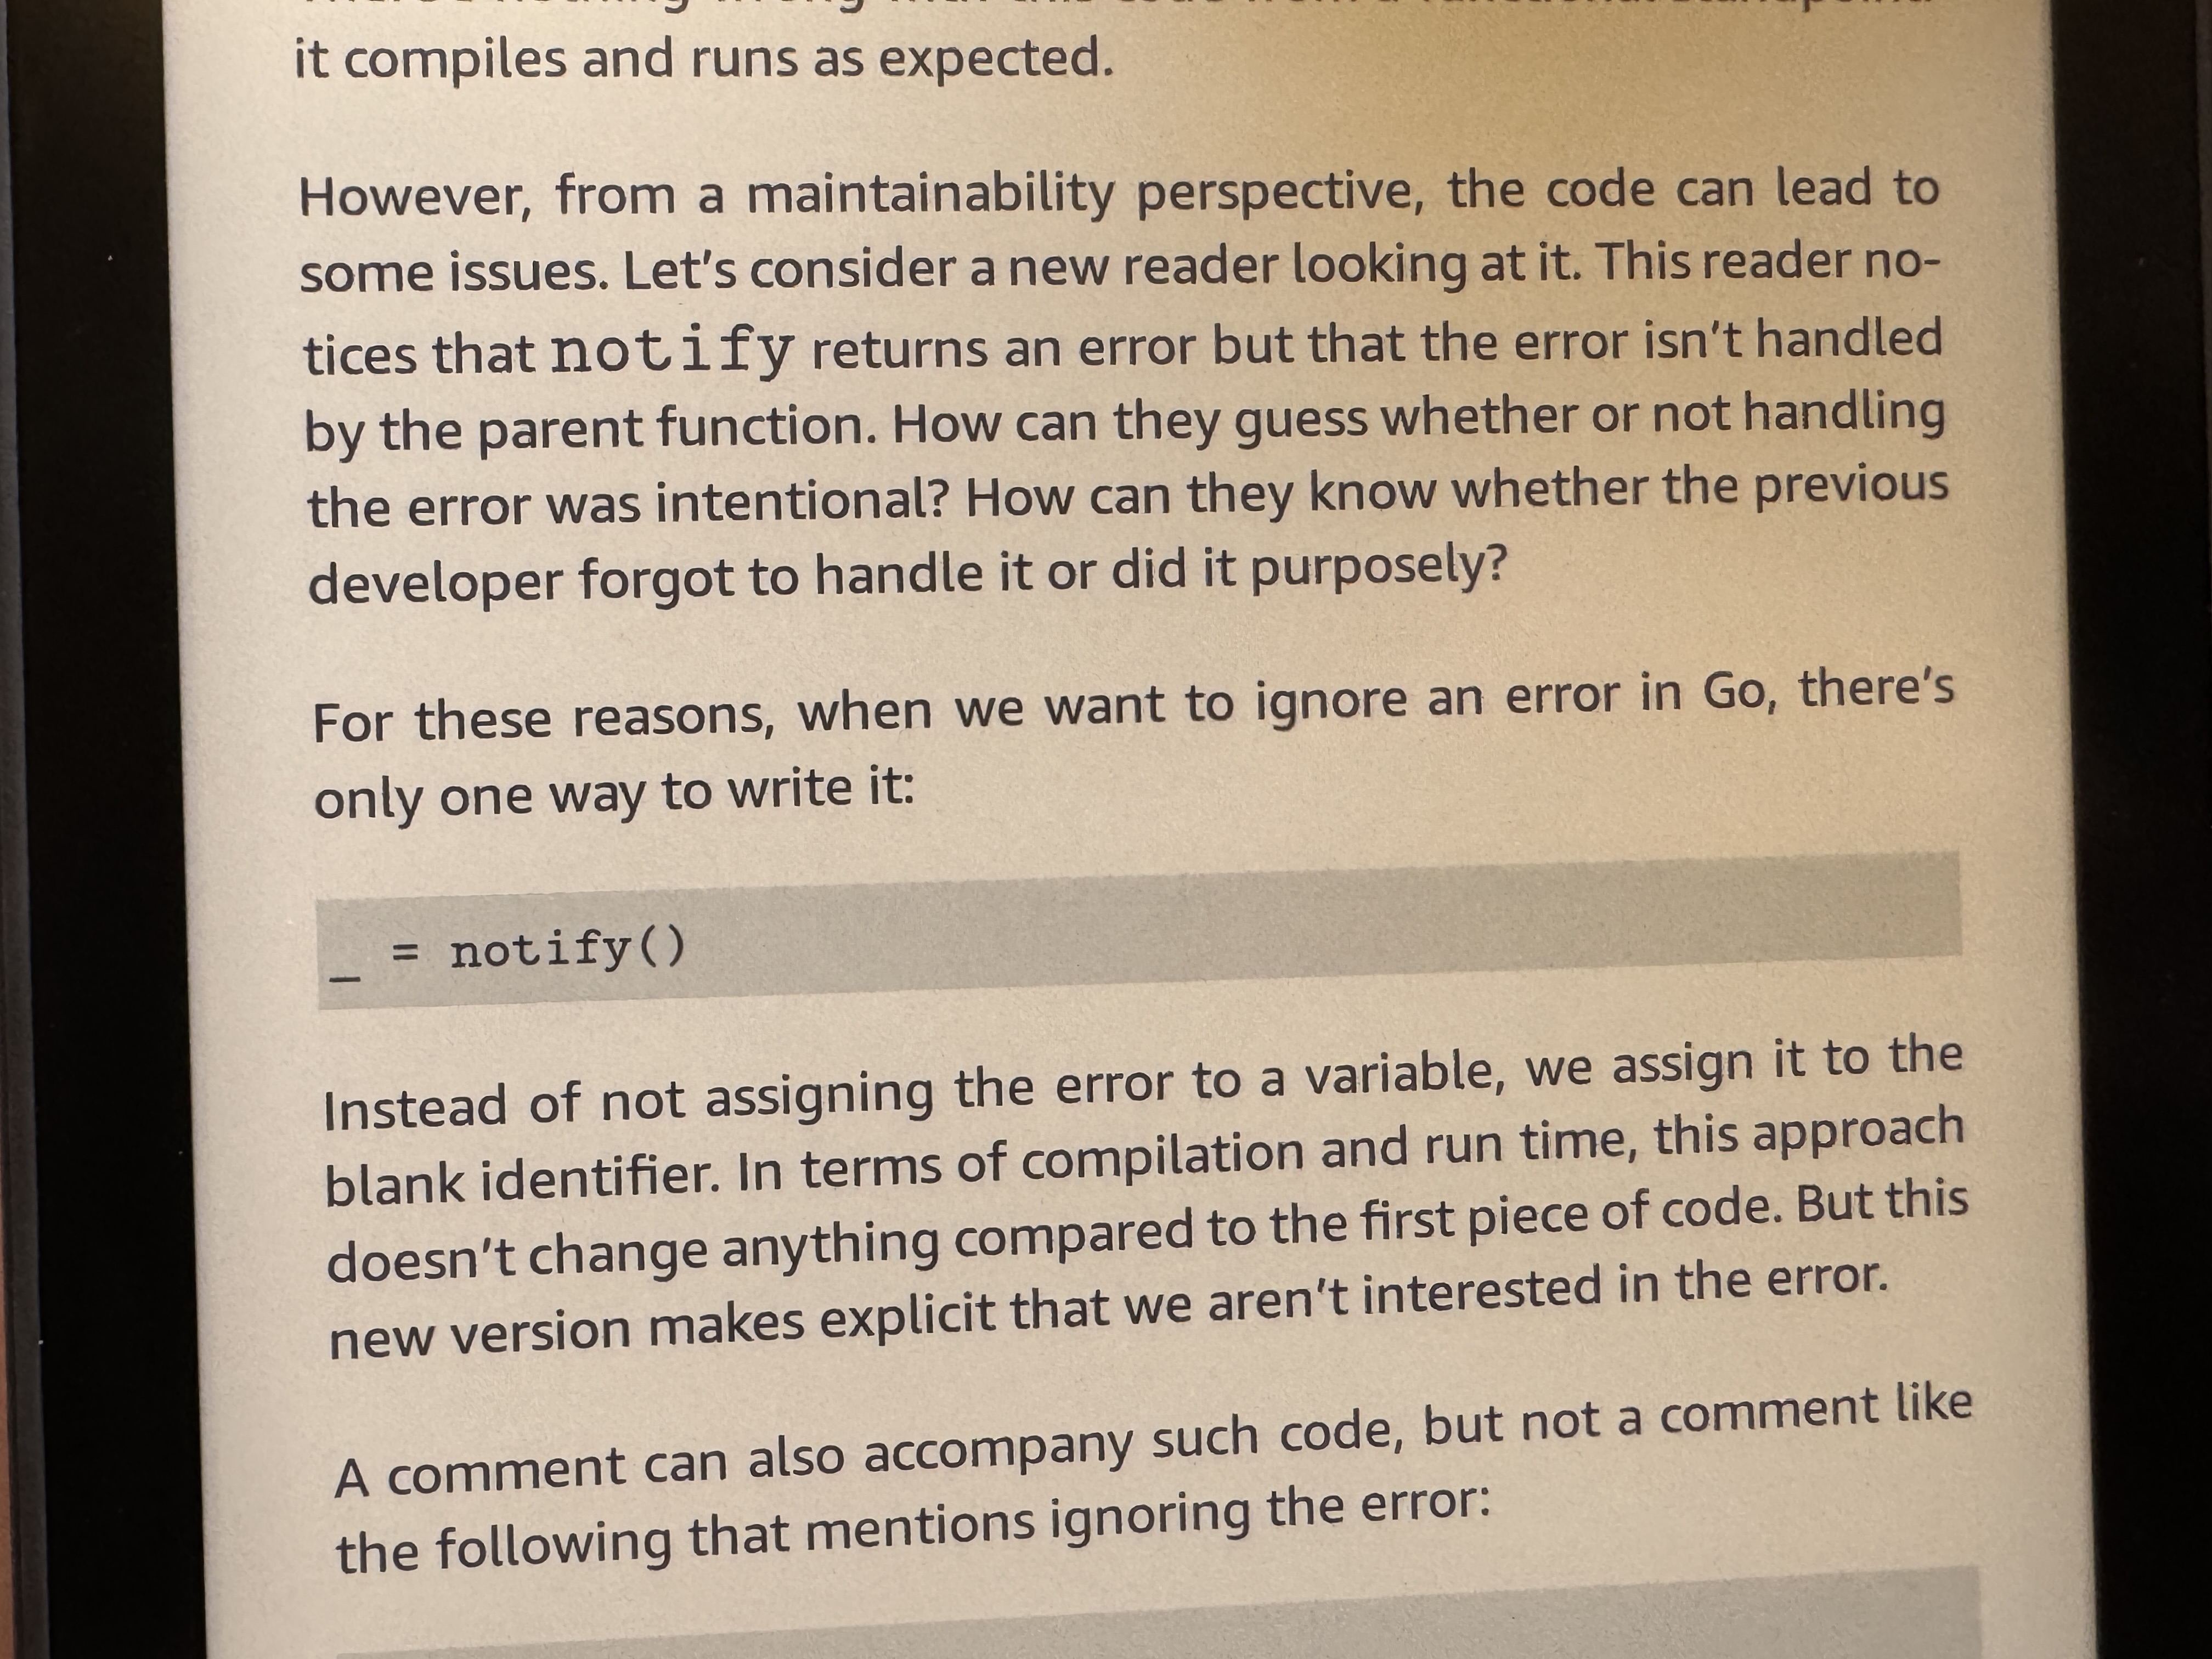 it compiles and runs as expected.
However, from a maintainability perspective, the code can lead to
some issues. Let's consider a new reader looking at it. This reader no-
tices that notify returns an error but that the error isn't handled
by the parent function. How can they guess whether or not handling
the error was intentional? How can they know whether the previous
developer forgot to handle it or did it purposely?
For these reasons, when we want to ignore an error in Go, there's
only one way to write it:
_ = notify()
Instead of not assigning the error to a variable, we assign it to the
blank identifier. In terms of compilation and run time, this approach
doesn't change anything compared to the first piece of code. But this
new version makes explicit that we aren't interested in the error.
A comment can also accompany such code, but not a comment like
the following that mentions ignoring the error: